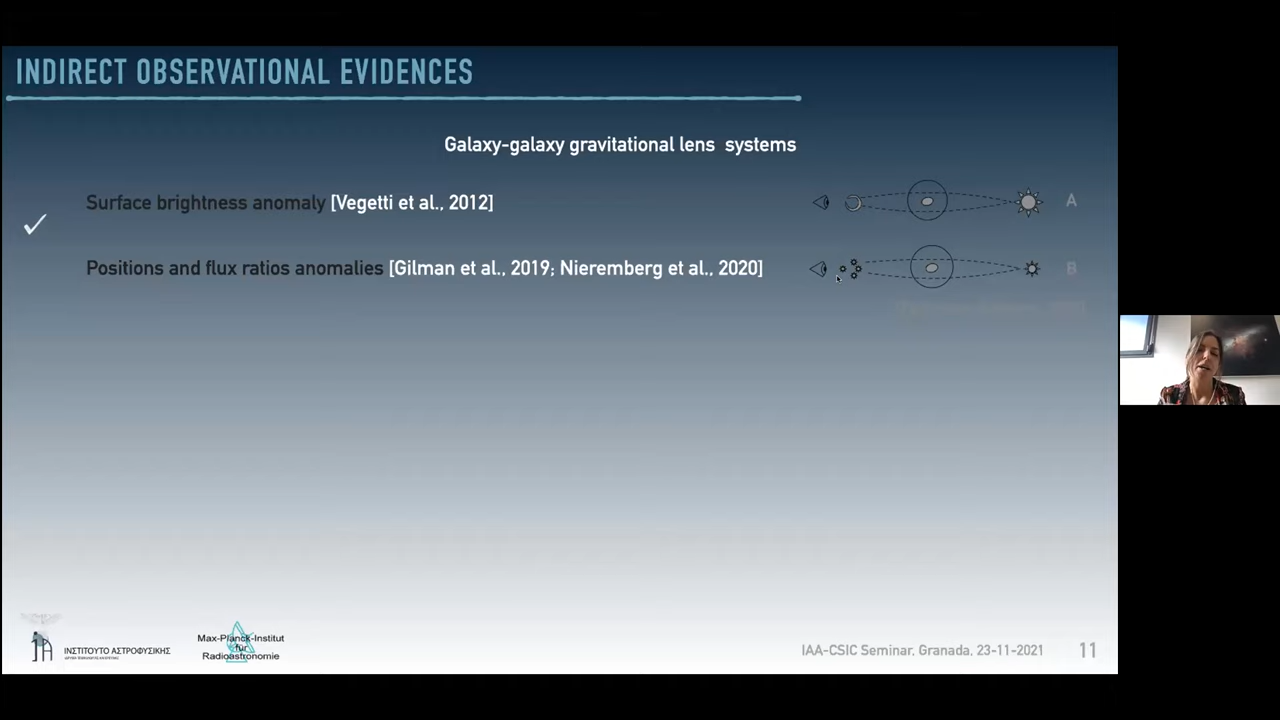 INDIRECT OBSERVATIONAL EVIDENCES
Galaxy-galaxy gravitational lens systems
Surface brightness anomaly [Vegetti et al., 2012]
A
Positions and flux ratios anomalies [Gilman et al., 2019; Nieremberg et al., 2020]
B
ΙΝΣΤΙΤΟΥΤΟ ΑΣΤΡΟΦΥΣΙΚΗΣ
Max-Planck-Institut
für
Radioastronomie
IAA-CSIC Seminar, Granada, 23-11-2021
11